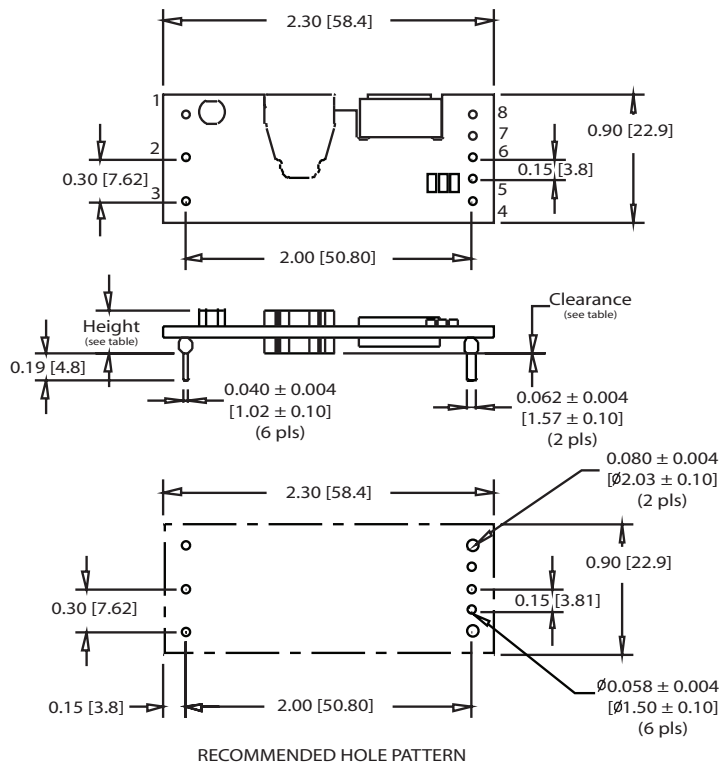 2.30 [58.4]
1
8
7
2
6
0.90 [22.9]
0.30 [7.62]
0.15 [3.8]
3
5
4
2.00 [50.80]
Height
(see table)
Clearance
(see table)
0.19 [4.8]
0.040 ± 0.004
[1.02 ± 0.10]
(6 pls)
0.062 ± 0.004
[1.57 ± 0.10]
(2 pls)
0.080 ± 0.004
[Ø2.03 ± 0.10]
(2 pls)
2.30 [58.4]
0.90 [22.9]
0.30 [7.62]
0.15 [3.81]
0.15 [3.8]
2.00 [50.80]
Ø0.058 ± 0.004
[Ø1.50 ± 0.10]
(6 pls)
RECOMMENDED HOLE PATTERN